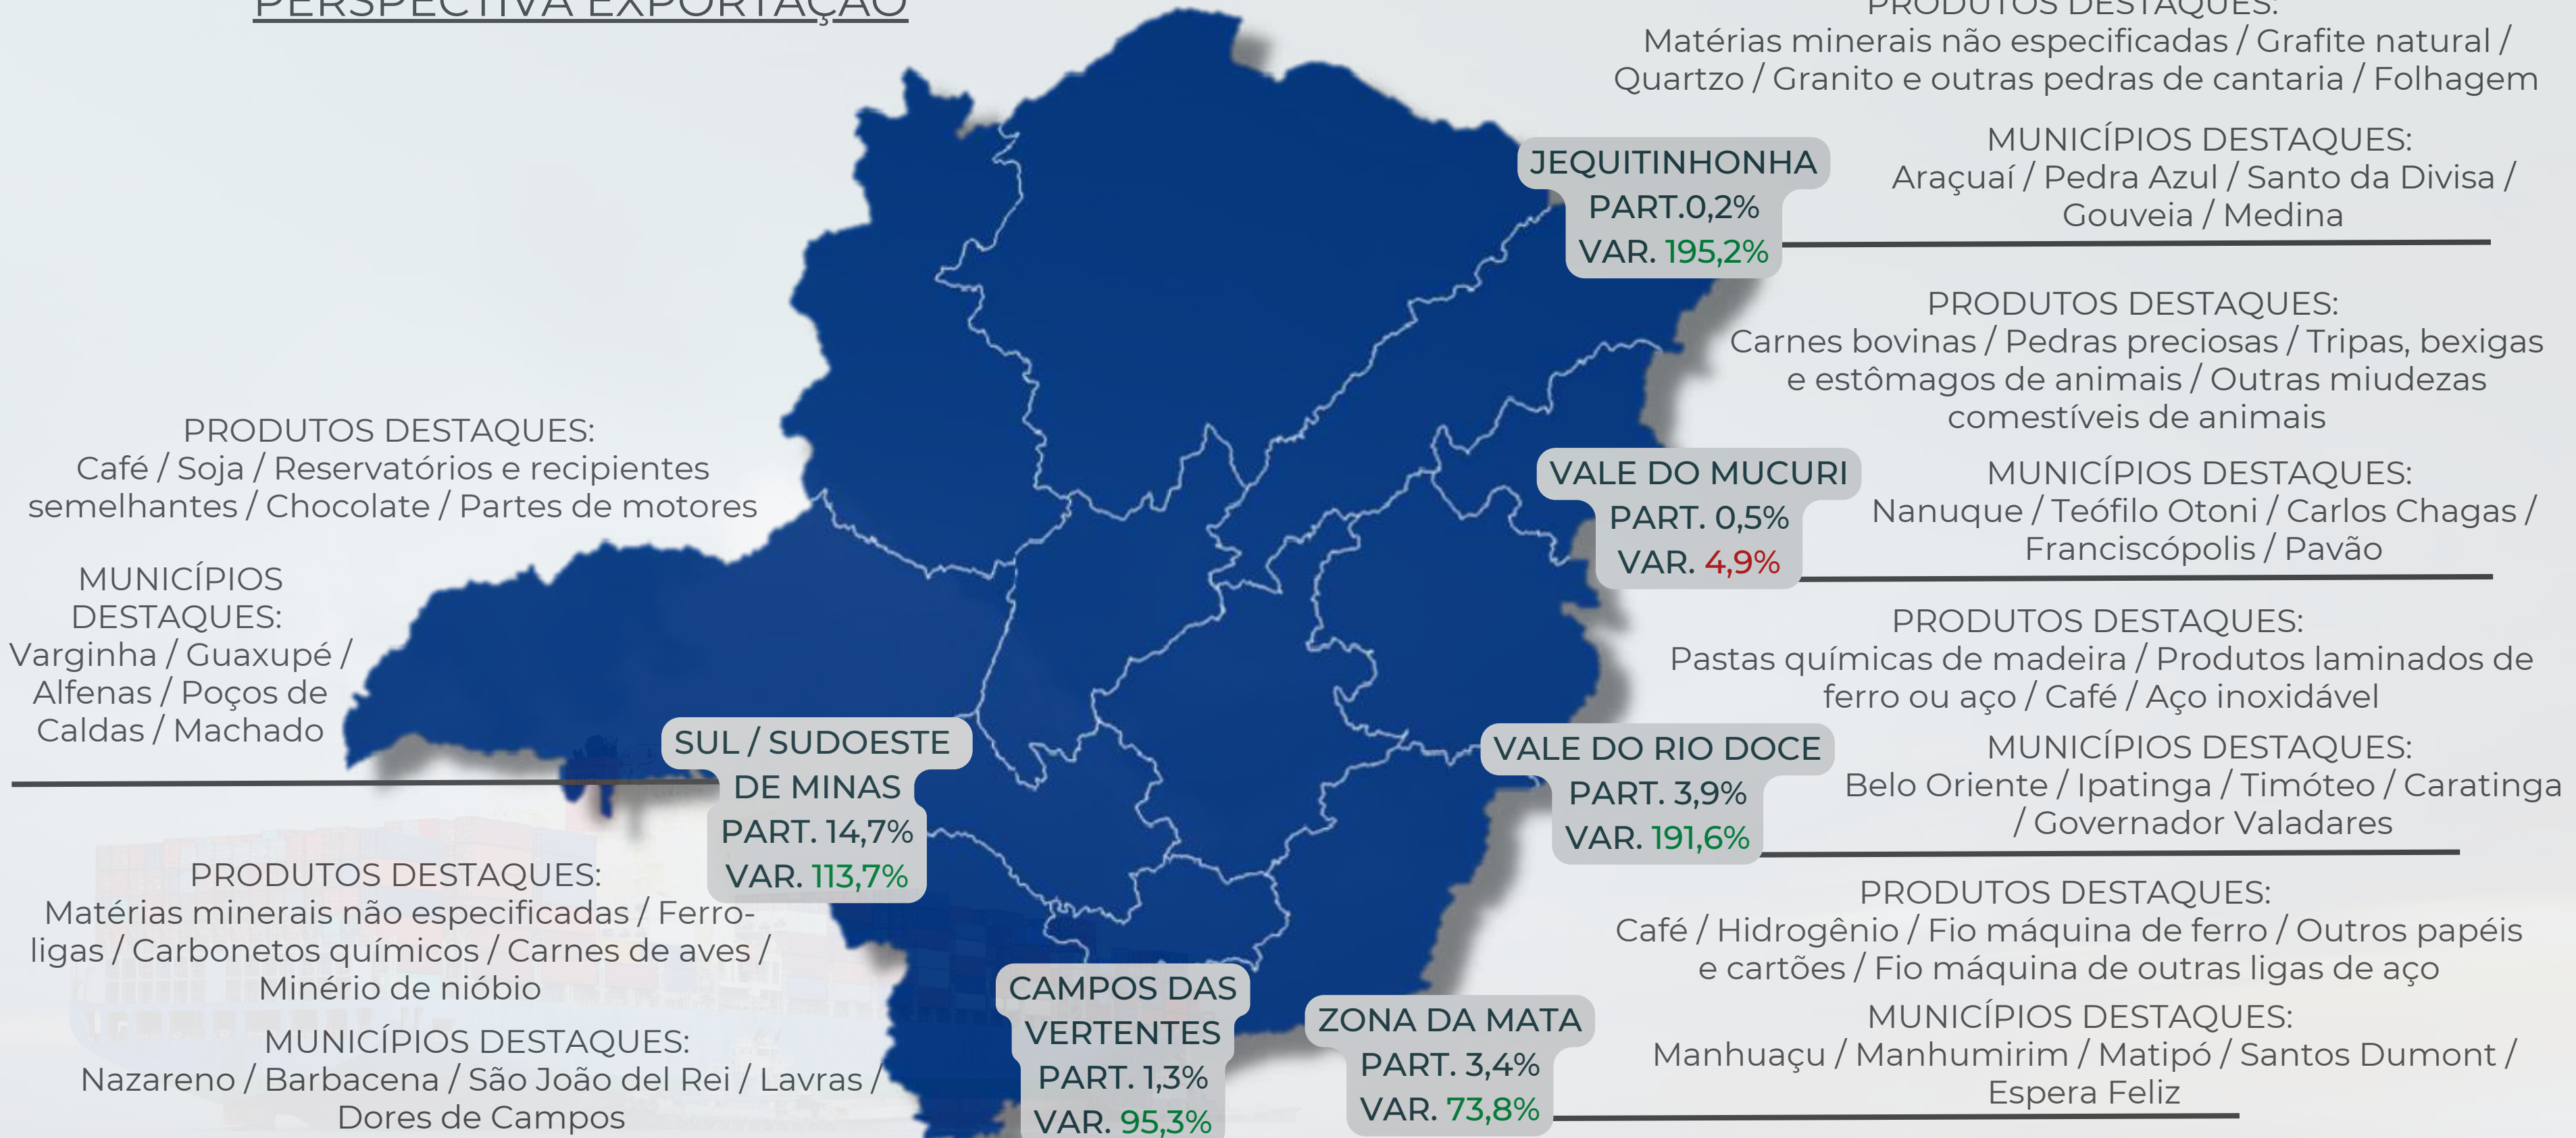 PERSPECTIVA EXPORTAÇÃO
PRODUTOS DESTAQUES:
Matérias minerais não especificadas / Grafite natural /
Quartzo / Granito e outras pedras de cantaria / Folhagem
MUNICÍPIOS DESTAQUES:
Araçuaí / Pedra Azul / Santo da Divisa /
Gouveia / Medina
JEQUITINHONHA
PART.0,2%
VAR. 195,2%
PRODUTOS DESTAQUES:
Carnes bovinas / Pedras preciosas / Tripas, bexigas
e estômagos de animais / Outras miudezas
comestíveis de animais
MUNICÍPIOS DESTAQUES:
Nanuque / Teófilo Otoni / Carlos Chagas /
Franciscópolis / Pavão
VALE DO MUCURI
PART. 0,5%
VAR. 4,9%
PRODUTOS DESTAQUES:
Pastas químicas de madeira / Produtos laminados de
ferro ou aço / Café / Aço inoxidável
MUNICÍPIOS DESTAQUES:
Belo Oriente / Ipatinga / Timóteo / Caratinga
/ Governador Valadares
VALE DO RIO DOCE
PART. 3,9%
VAR. 191,6%
PRODUTOS DESTAQUES:
Café / Hidrogênio / Fio máquina de ferro / Outros papéis
e cartões / Fio máquina de outras ligas de aço
MUNICÍPIOS DESTAQUES:
Manhuaçu / Manhumirim / Matipó / Santos Dumont /
Espera Feliz
ZONA DA MATA
PART. 3,4%
VAR. 73,8%
PRODUTOS DESTAQUES:
Café / Soja / Reservatórios e recipientes
semelhantes / Chocolate / Partes de motores
MUNICÍPIOS
DESTAQUES:
Varginha / Guaxupé /
Alfenas / Poços de
Caldas / Machado
SUL / SUDOESTE
DE MINAS
PART. 14,7%
VAR. 113,7%
PRODUTOS DESTAQUES:
Matérias minerais não especificadas / Ferro-
ligas / Carbonetos químicos / Carnes de aves /
Minério de nióbio
MUNICÍPIOS DESTAQUES:
Nazareno / Barbacena / São João del Rei / Lavras /
Dores de Campos
CAMPOS DAS
VERTENTES
PART. 1,3%
VAR. 95,3%